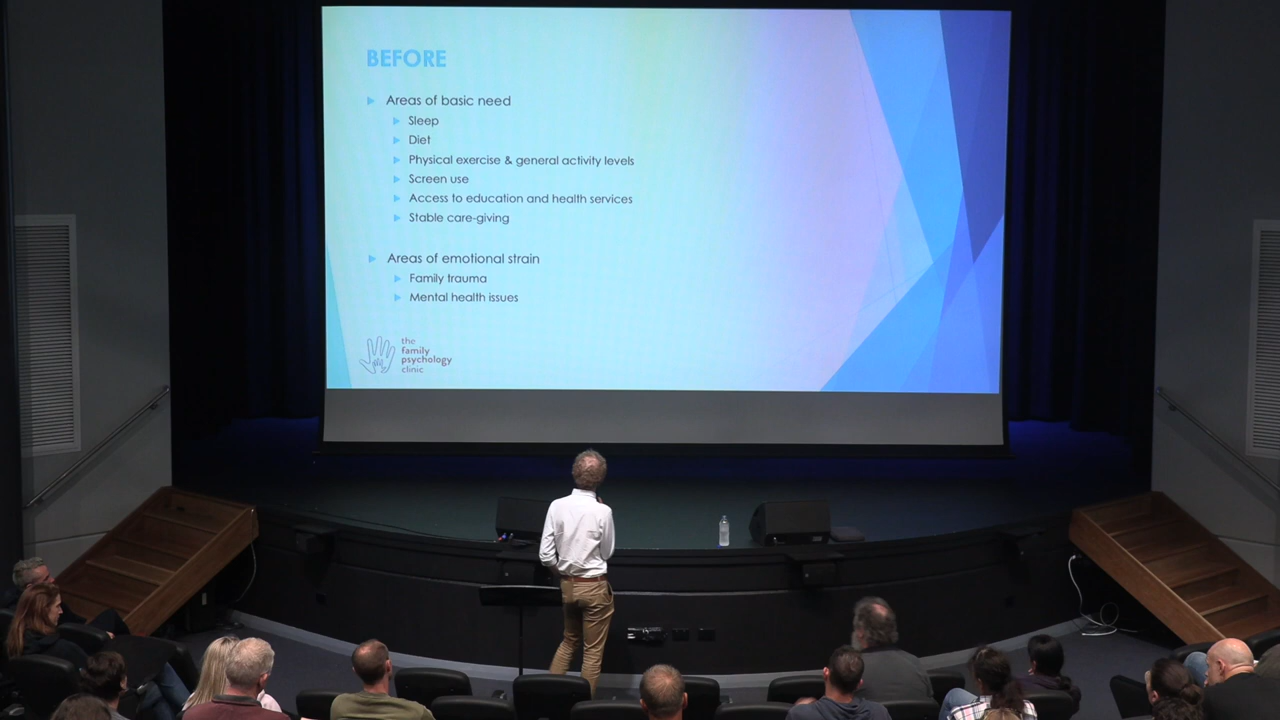 BEFORE
Areas of basic need
Sleep
Diet
Physical exercise & general activity levels
Screen use
Access to education and health services
Stable care-giving
Areas of emotional strain
Family trauma
Mental health issues
the
family
psychology
clinic